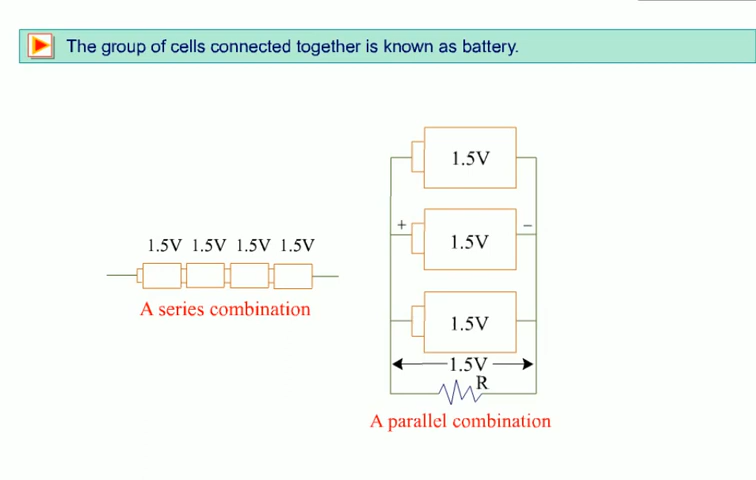 The group of cells connected together is known as battery.
1.5V 1.5V 1.5V 1.5V
A series combination
1.5V
+ −
1.5V
1.5V
1.5V
R
A parallel combination